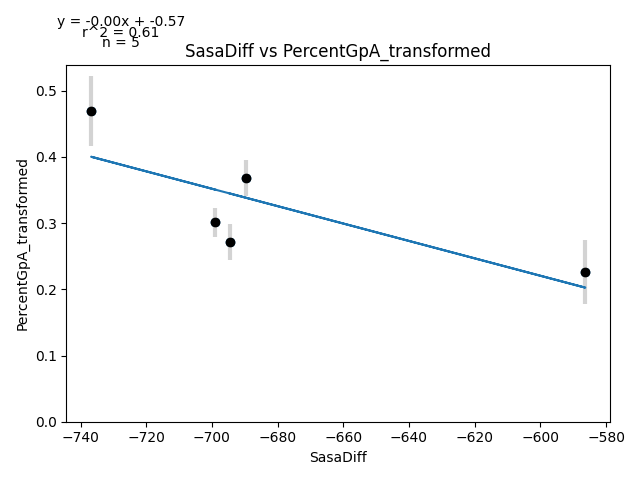 y = -0.00x + -0.57
r^2 = 0.61
n = 5
SasaDiff vs PercentGpA_transformed
PercentGpA_transformed
0.5
0.4
0.3
0.2
0.1
0.0
−740 −720 −700 −680 −660 −640 −620 −600 −580
SasaDiff